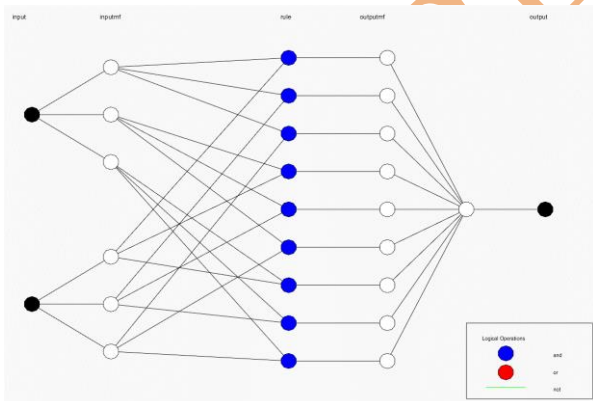 input inputmf rule outputmf output
Logical Operations
and
or
not